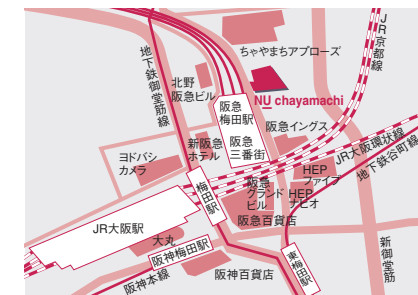 ちゃやまちアプローズ
JR京都線
地下鉄御堂筋線
北野
阪急ビル
NU chayamachi
阪急
梅田駅
阪急
三番街
阪急イングス
新阪急
ホテル
ヨドバシ
カメラ
JR大阪環状線
地下鉄谷町線
HEP
ファイブ
梅田駅
阪急
グランド
ビル
HEP
ナビオ
阪急百貨店
JR大阪駅
大丸
阪神梅田駅
阪神本線
阪神百貨店
東梅田駅
新御堂